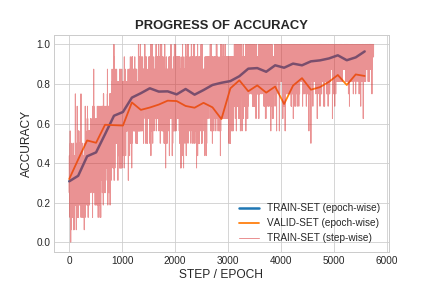 PROGRESS OF ACCURACY
1.0
0.8
0.6
0.4
0.2
0.0
ACCURACY
0 1000 2000 3000 4000 5000 6000
STEP / EPOCH
TRAIN-SET (epoch-wise)
VALID-SET (epoch-wise)
TRAIN-SET (step-wise)